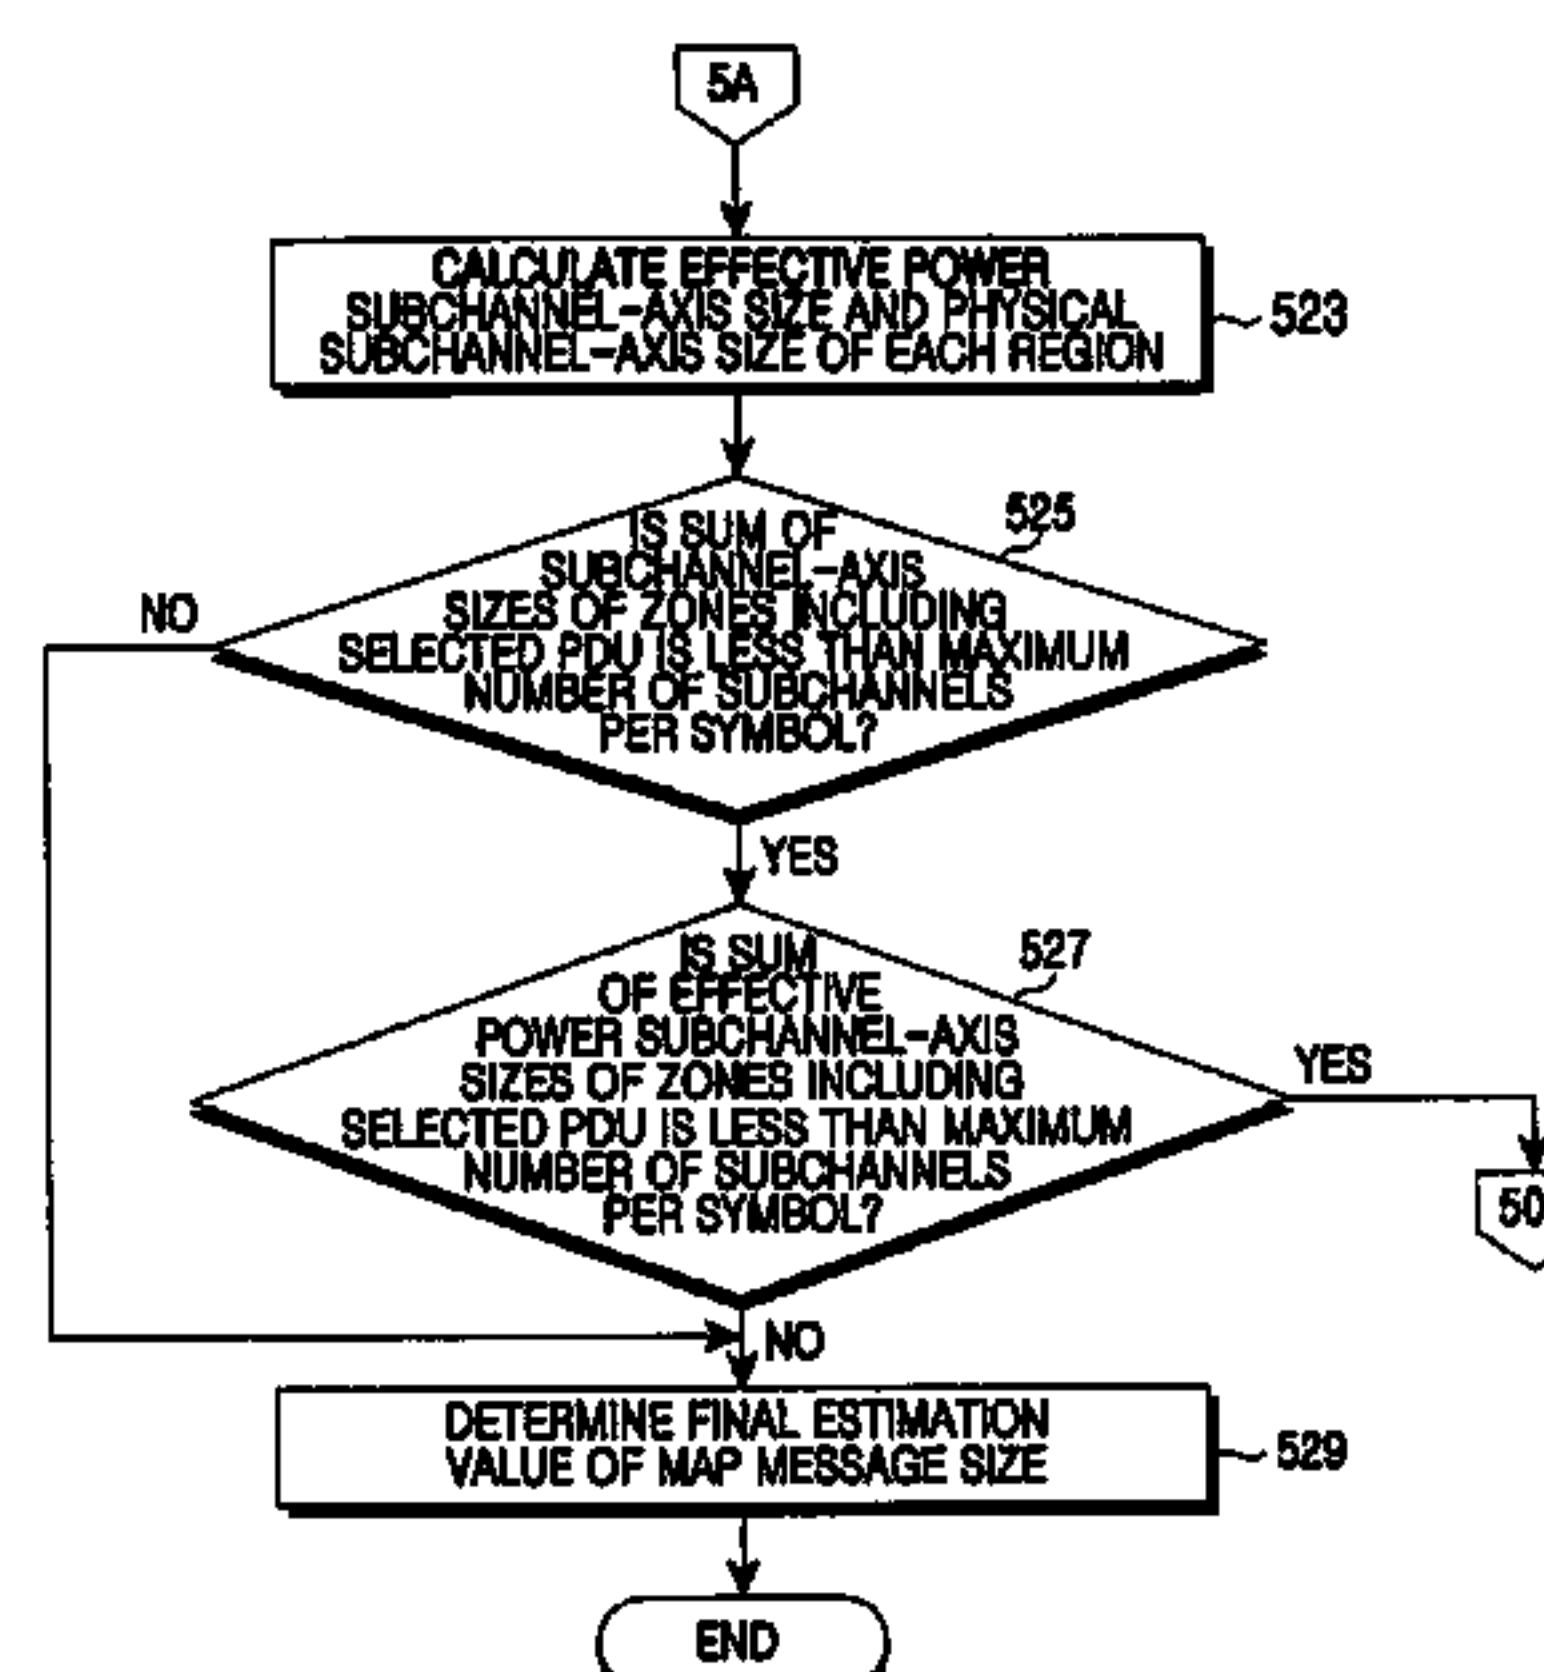 5A
CALCULATE EFFECTIVE POWER
SUBCHANNEL-AXIS SIZE AND PHYSICAL
SUBCHANNEL-AXIS SIZE OF EACH REGION
523
525
IS SUM OF
SUBCHANNEL-AXIS
SIZES OF ZONES INCLUDING
SELECTED PDU IS LESS THAN MAXIMUM
NUMBER OF SUBCHANNELS
PER SYMBOL?
NO
YES
527
IS SUM
OF EFFECTIVE
POWER SUBCHANNEL-AXIS
SIZES OF ZONES INCLUDING
SELECTED PDU IS LESS THAN MAXIMUM
NUMBER OF SUBCHANNELS
PER SYMBOL?
YES
NO
DETERMINE FINAL ESTIMATION
VALUE OF MAP MESSAGE SIZE
529
END